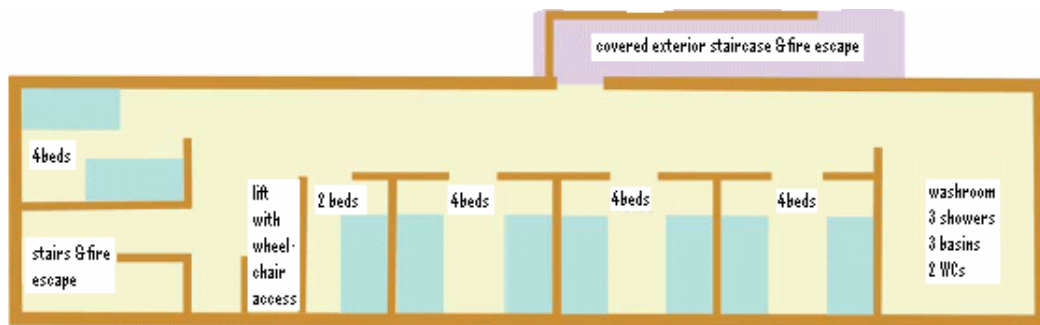 covered exterior staircase & fire escape
4beds
stairs & fire
escape
lift
with
wheel-
chair
access
2 beds
4beds
4beds
4beds
washroom
3 showers
3 basins
2 WCs